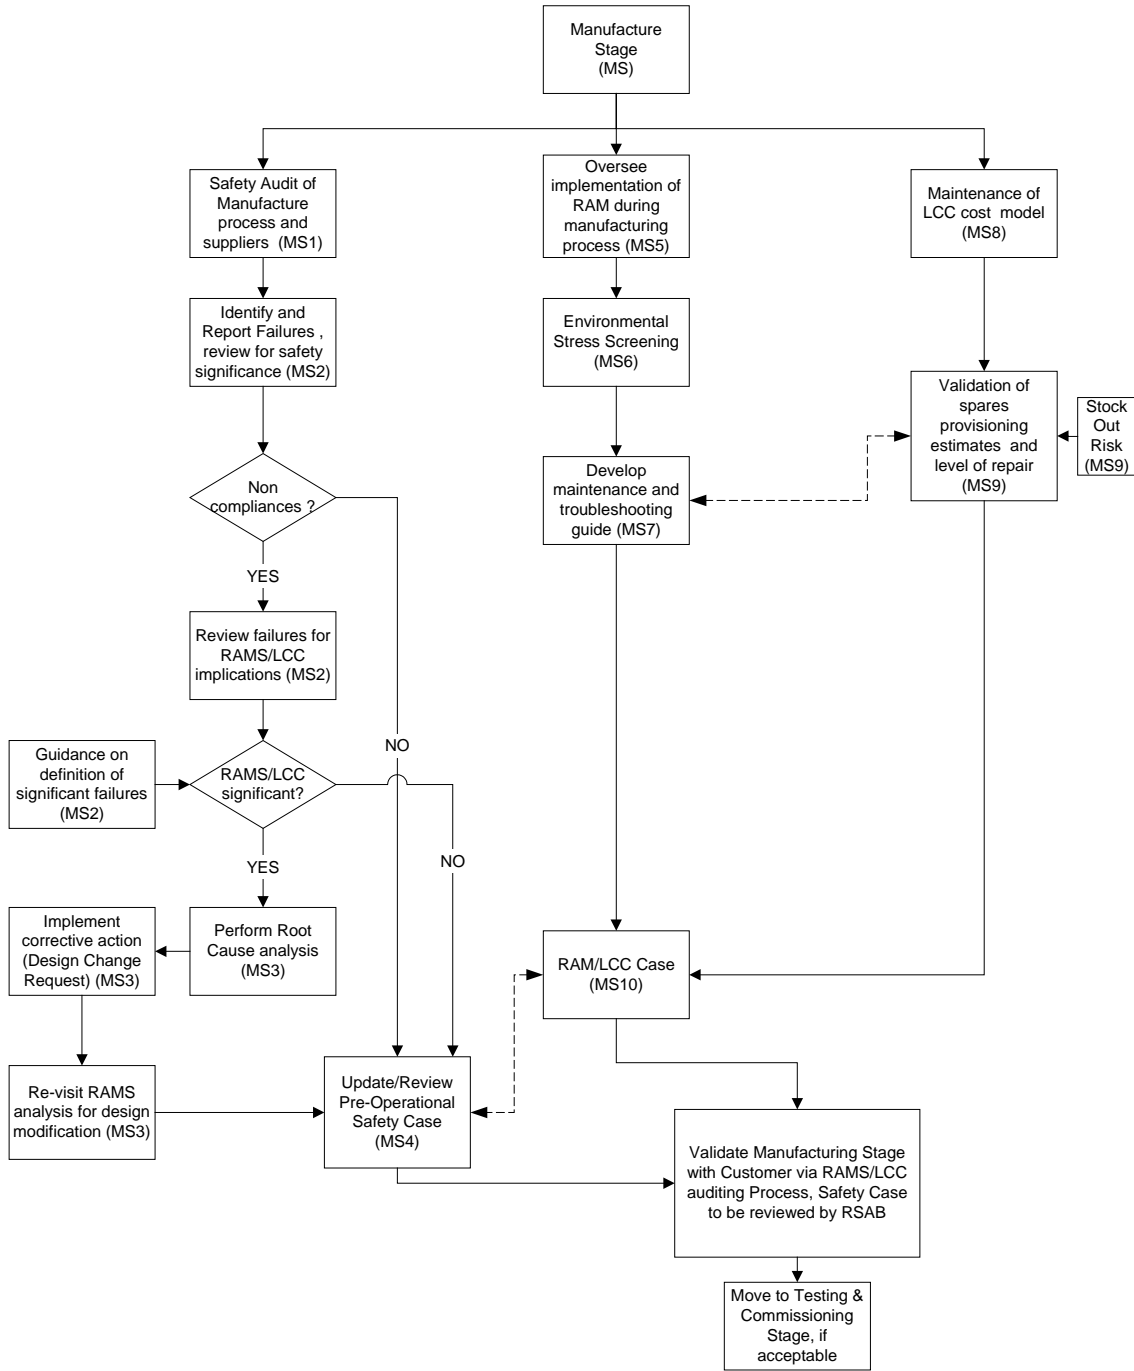 Manufacture
Stage
(MS)
Safety Audit of
Manufacture
process and
suppliers (MS1)
Oversee
implementation of
RAM during
manufacturing
process (MS5)
Maintenance of
LCC cost model
(MS8)
Identify and
Report Failures ,
review for safety
significance (MS2)
Environmental
Stress Screening
(MS6)
Validation of
spares
provisioning
estimates and
level of repair
(MS9)
Stock
Out
Risk
(MS9)
Non
compliances ?
Develop
maintenance and
troubleshooting
guide (MS7)
YES
Review failures for
RAMS/LCC
implications (MS2)
NO
Guidance on
definition of
significant failures
(MS2)
RAMS/LCC
significant?
YES
NO
Implement
corrective action
(Design Change
Request) (MS3)
Perform Root
Cause analysis
(MS3)
RAM/LCC Case
(MS10)
Re-visit RAMS
analysis for design
modification (MS3)
Update/Review
Pre-Operational
Safety Case
(MS4)
Validate Manufacturing Stage
with Customer via RAMS/LCC
auditing Process, Safety Case
to be reviewed by RSAB
Move to Testing &
Commissioning
Stage, if
acceptable